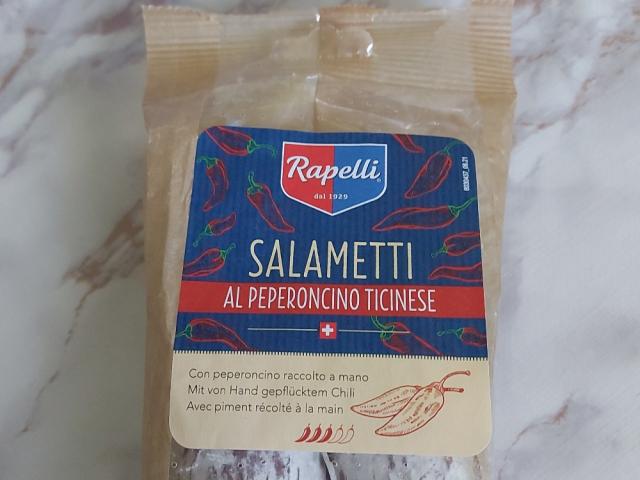 Rapelli
dal 1929
SALAMETTI
AL PEPERONCINO TICINESE
Con peperoncino raccolto a mano
Mit von Hand gepflücktem Chili
Avec piment récolté à la main